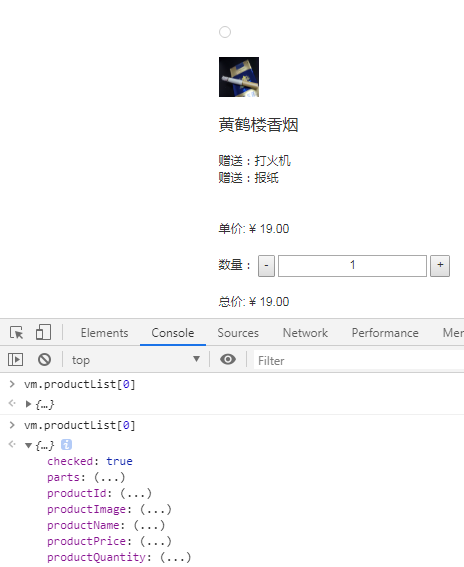 黄鹤楼香烟
赠送：打火机
赠送：报纸
单价: ¥ 19.00
数量： - 1 +
总价: ¥ 19.00
Elements Console Sources Network Performance Mer
top Filter
vm.productList[0]
{…}
vm.productList[0]
{…} i
checked: true
parts: (...)
productId: (...)
productImage: (...)
productName: (...)
productPrice: (...)
productQuantity: (...)